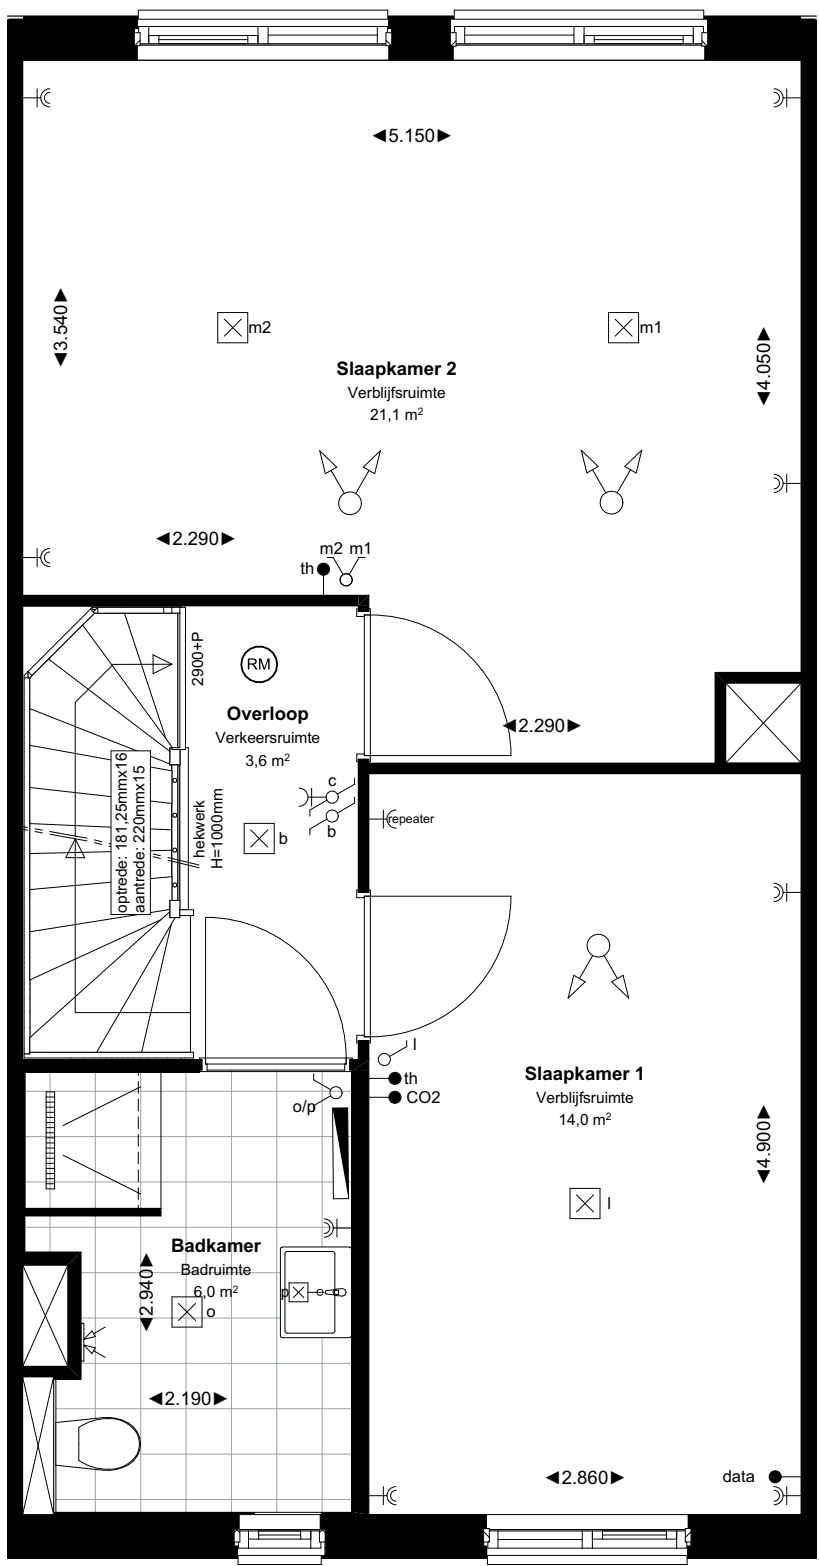 5.150
3.540
m2
m1
4.050
Slaapkamer 2
Verblijfsruimte
21,1 m²
2.290
m2 m1
th
2900+P
RM
Overloop
Verkeersruimte
3,6 m²
2.290
optrede: 181,25mmx16
aantrede: 220mmx15
hekwerk
H=1000mm
c
b
b
repeater
l
th
CO2
o/p
Slaapkamer 1
Verblijfsruimte
14,0 m²
4.900
l
Badkamer
Badruimte
6,0 m²
2.940
o
p
2.190
2.860
data